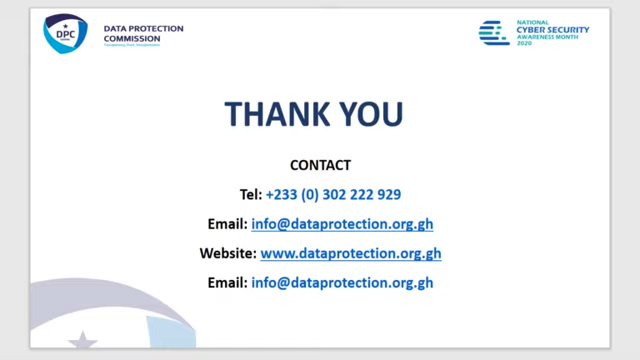 DPC
DATA PROTECTION
COMMISSION
NATIONAL
CYBER SECURITY
AWARENESS MONTH
2020
THANK YOU
CONTACT
Tel: +233 (0) 302 222 929
Email: info@dataprotection.org.gh
Website: www.dataprotection.org.gh
Email: info@dataprotection.org.gh